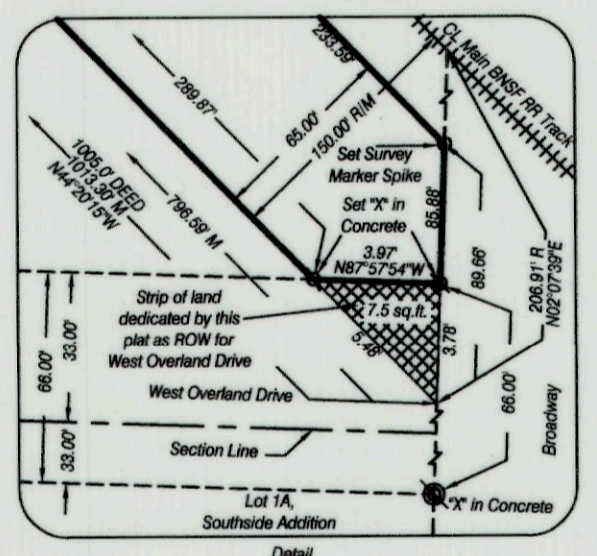 CL Main BNSF RR Track
233.59'
289.87'
65.00'
150.00' R/M
1005.0' DEED
1013.30' M
N44°20'15"W
796.59' M
Set Survey
Marker Spike
Set "X" in
Concrete
3.97'
N87°57'54"W
85.88'
89.66'
206.91' R
N02°07'39"E
Strip of land
dedicated by this
plat as ROW for
West Overland Drive
7.5 sq.ft.
5.48'
3.78'
66.00'
33.00'
66.00'
West Overland Drive
Broadway
Section Line
33.00'
"X" in Concrete
Lot 1A,
Southside Addition
Detail